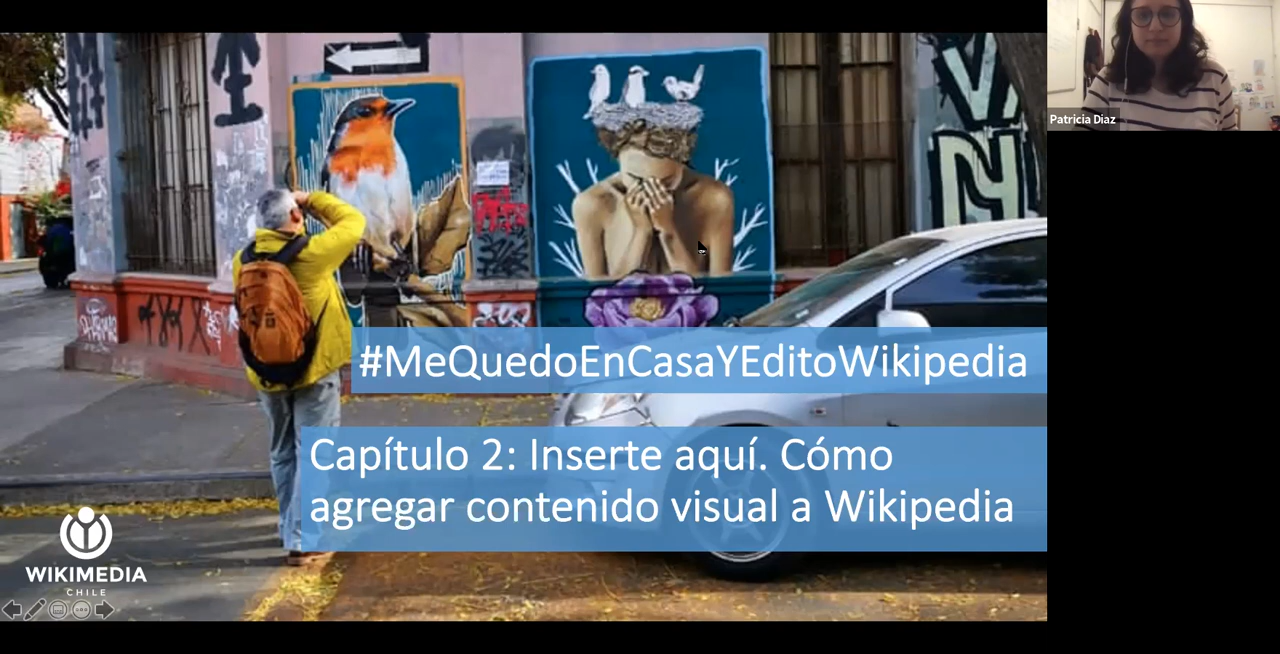 #MeQuedoEnCasaYEditoWikipedia
Capítulo 2: Inserte aquí. Cómo
agregar contenido visual a Wikipedia
WIKIMEDIA
CHILE
Patricia Diaz